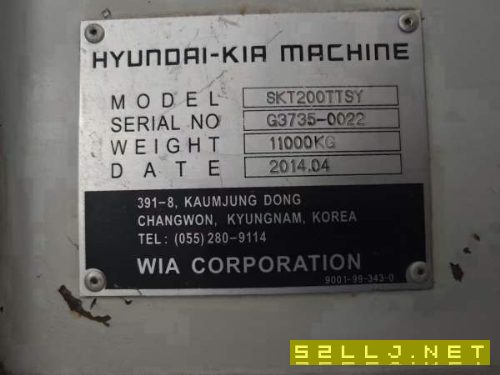 HYUNDAI-KIA MACHINE
MODEL SKT200TTSY
SERIAL NO G3735-0022
WEIGHT 11000KG
DATE 2014.04
391-8, KAUMJUNG DONG
CHANGWON, KYUNGNAM, KOREA
TEL: (055)280-9114
WIA CORPORATION
9001-99-343-0
52LLJ.NET